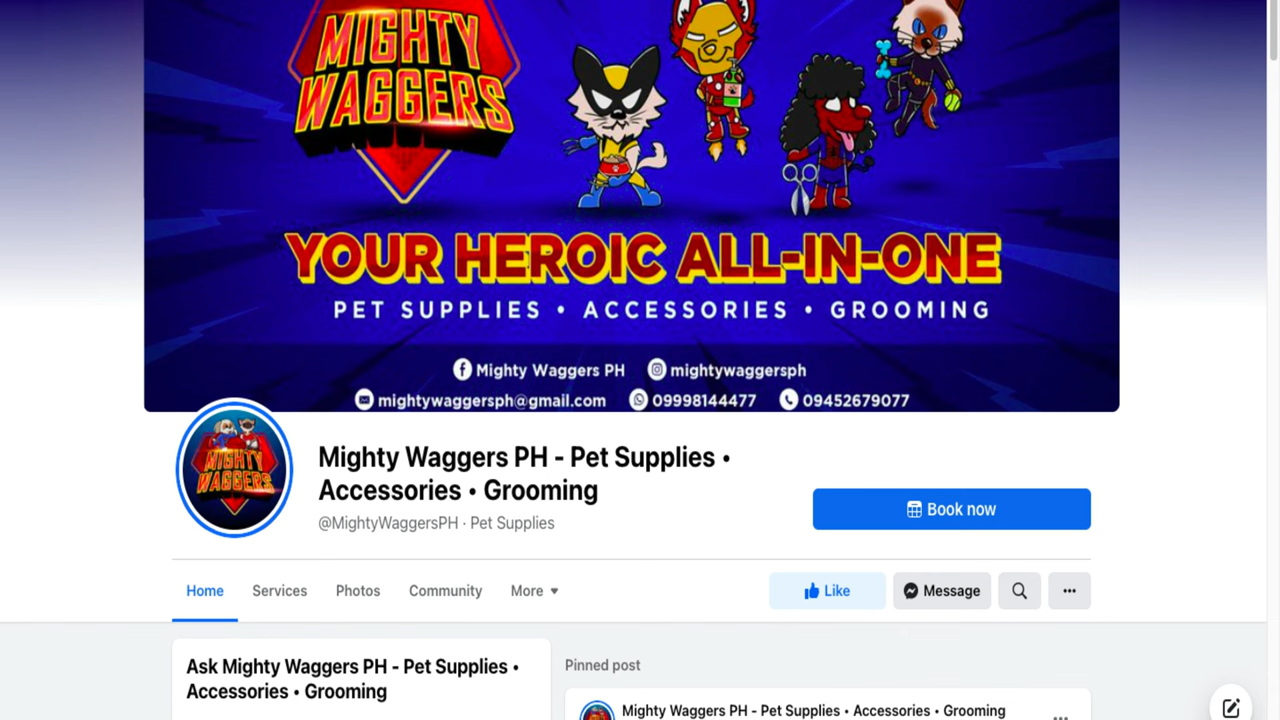 MIGHTY
WAGGERS
YOUR HEROIC ALL-IN-ONE
PET SUPPLIES • ACCESSORIES • GROOMING
Mighty Waggers PH mightywaggersph
mightywaggersph@gmail.com 09998144477 09452679077
MIGHTY
WAGGERS
Mighty Waggers PH - Pet Supplies •
Accessories • Grooming
@MightyWaggersPH · Pet Supplies
Book now
Home Services Photos Community More
Like Message
Ask Mighty Waggers PH - Pet Supplies •
Accessories • Grooming
Pinned post
Mighty Waggers PH - Pet Supplies • Accessories • Grooming